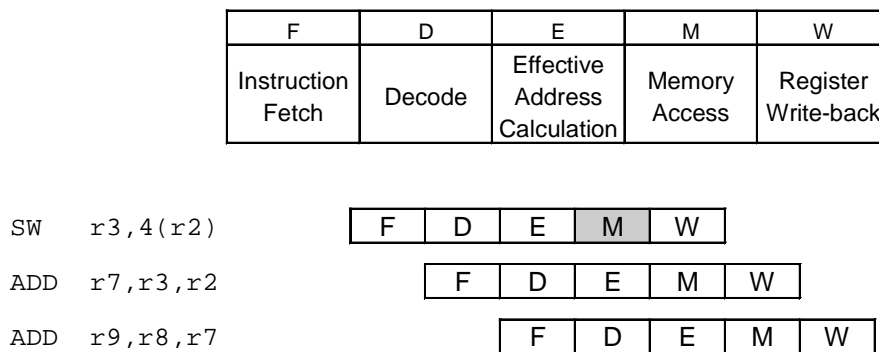 F D E M W
Instruction Fetch Decode Effective Address Calculation Memory Access Register Write-back
SW r3,4(r2) F D E M W
ADD r7,r3,r2 F D E M W
ADD r9,r8,r7 F D E M W